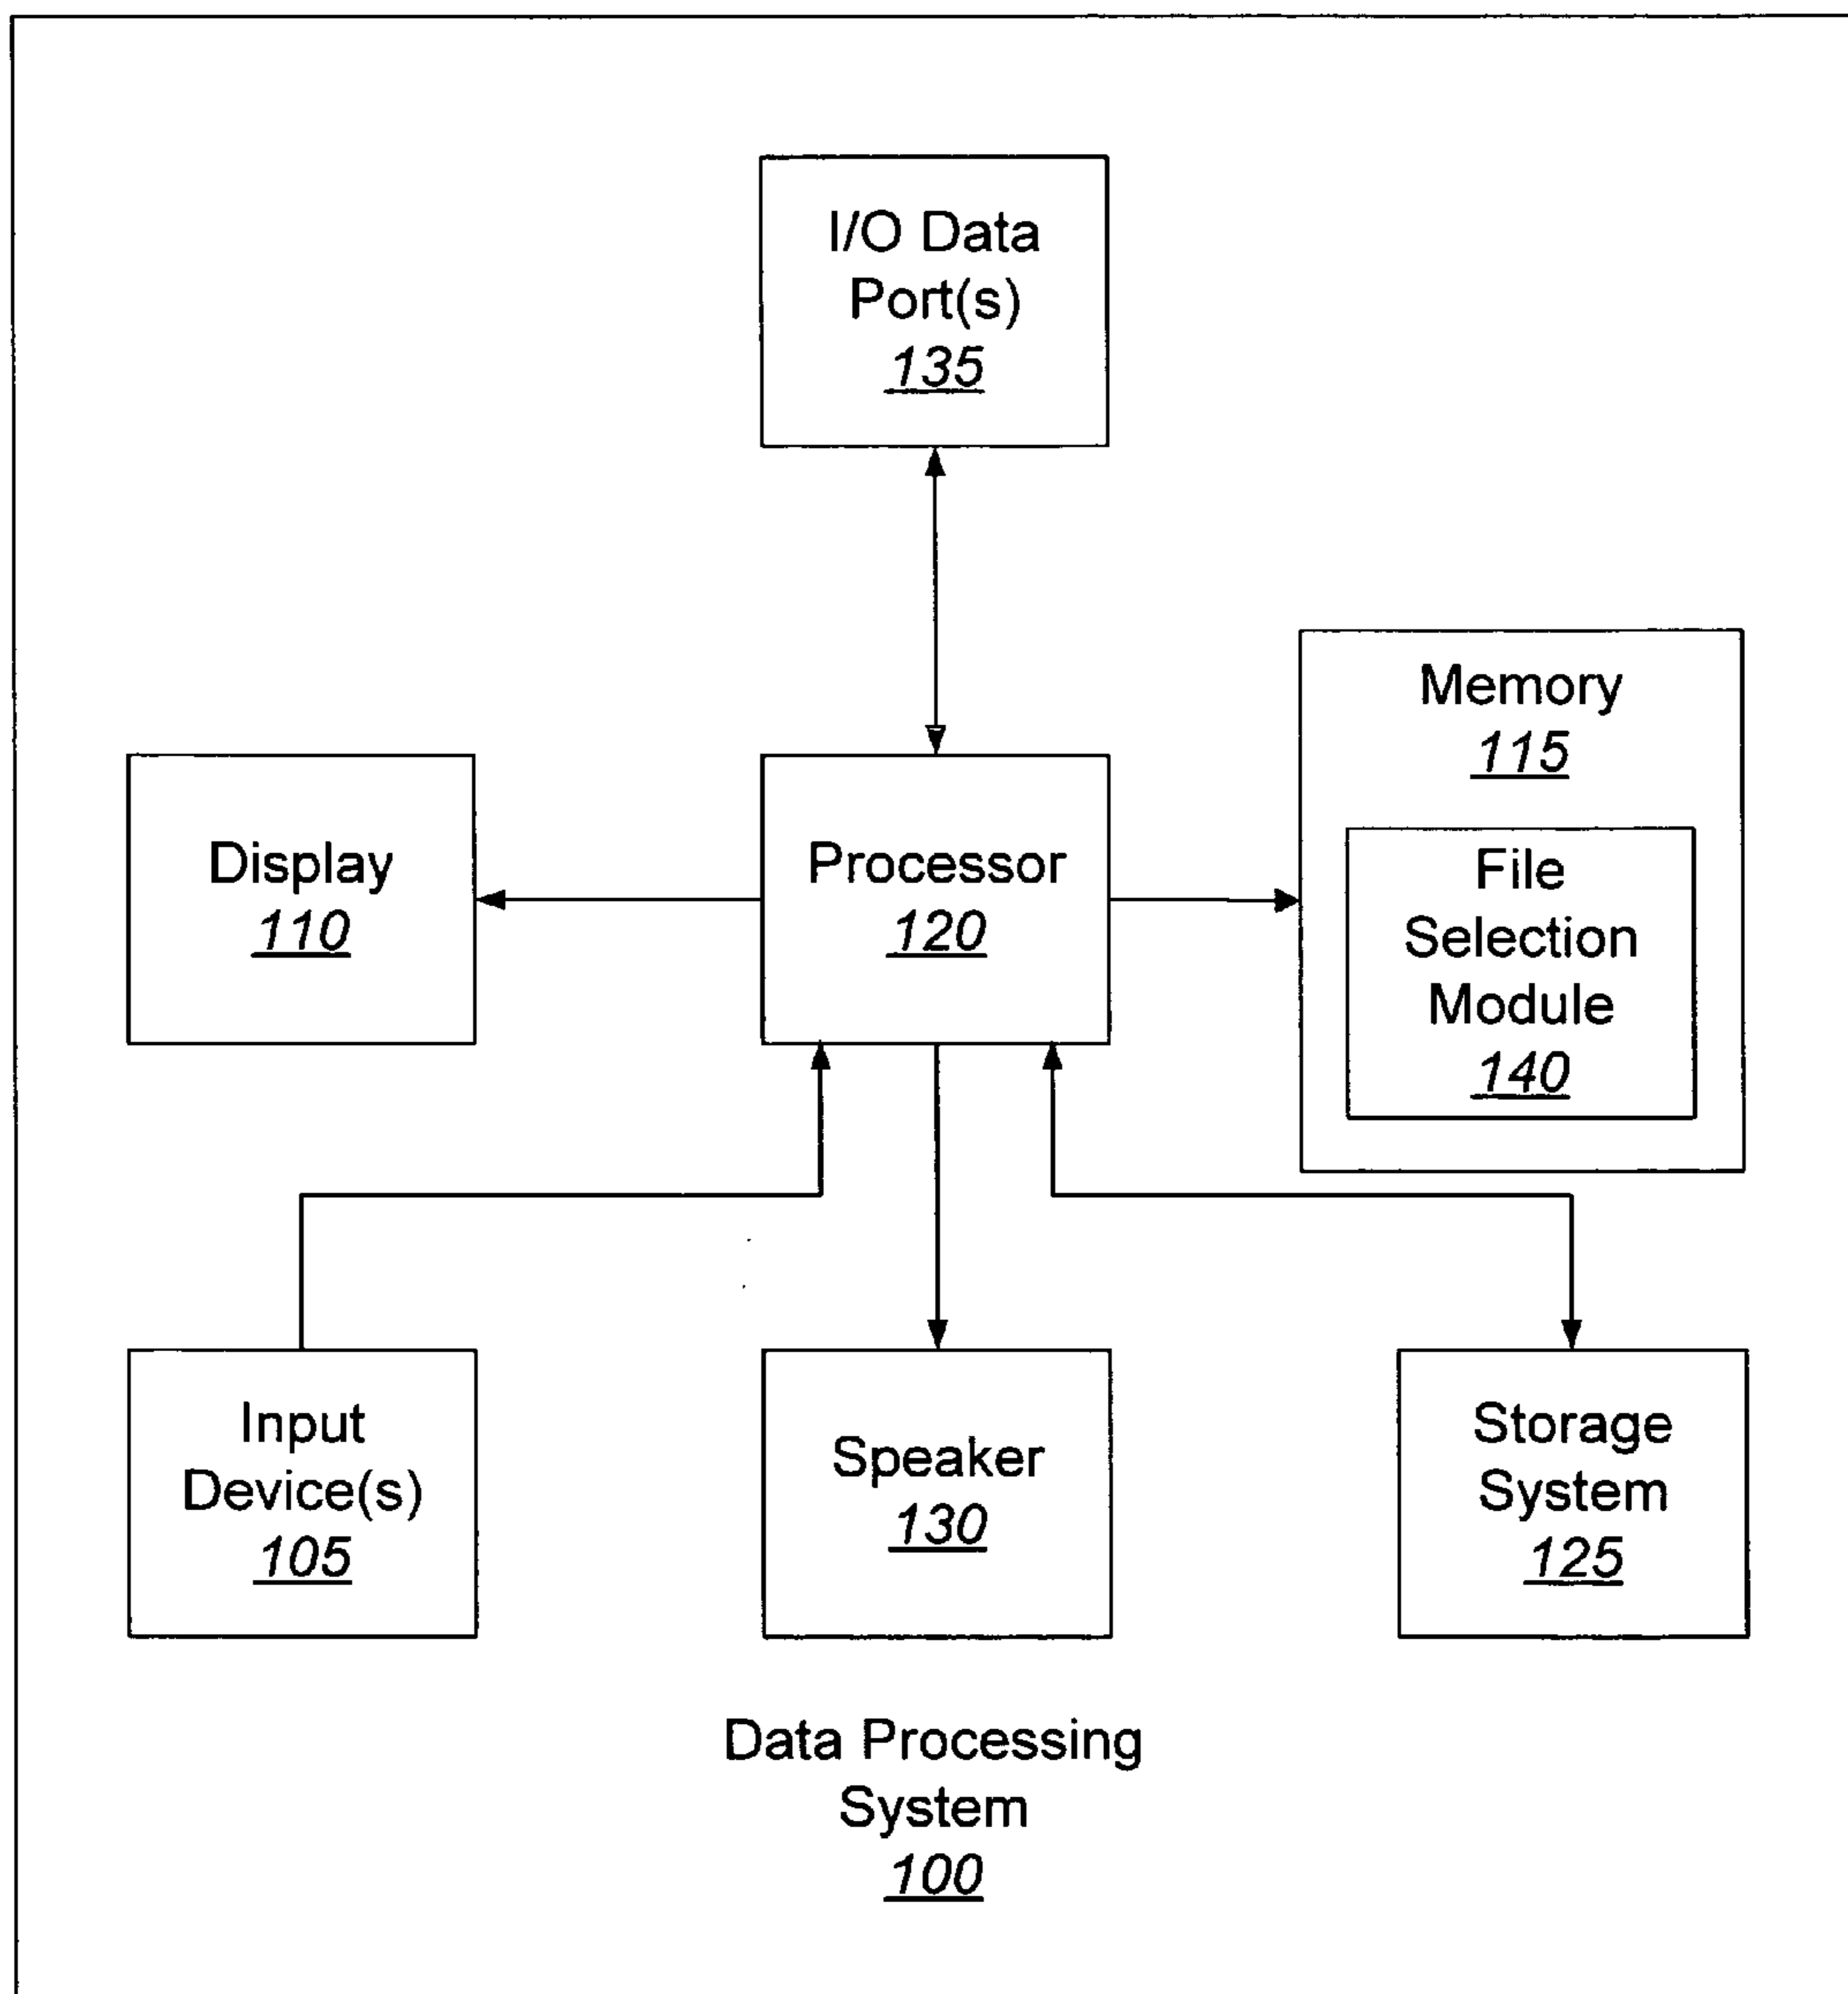 I/O Data
Port(s)
135
Memory
115
Display
110
Processor
120
File
Selection
Module
140
Input
Device(s)
105
Speaker
130
Storage
System
125
Data Processing
System
100